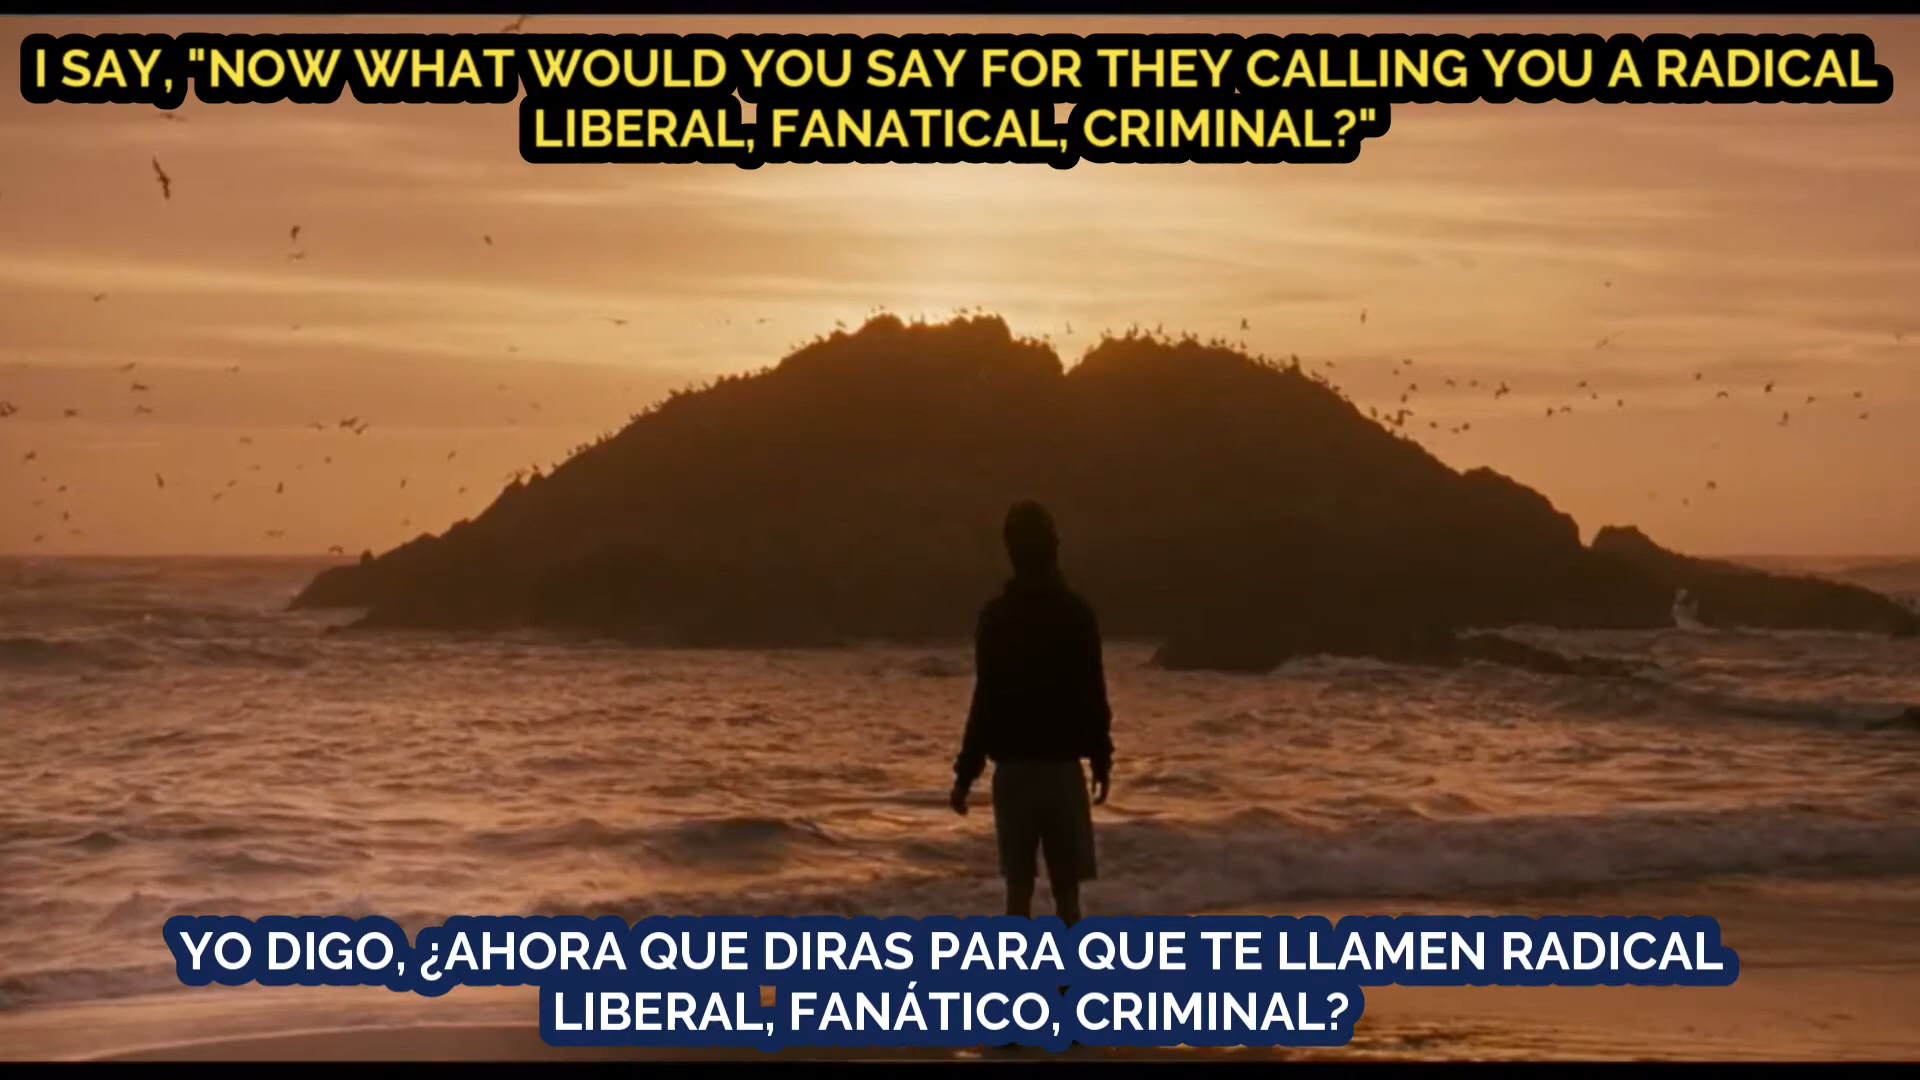 I SAY, "NOW WHAT WOULD YOU SAY FOR THEY CALLING YOU A RADICAL
LIBERAL, FANATICAL, CRIMINAL?"
YO DIGO, ¿AHORA QUE DIRAS PARA QUE TE LLAMEN RADICAL
LIBERAL, FANÁTICO, CRIMINAL?